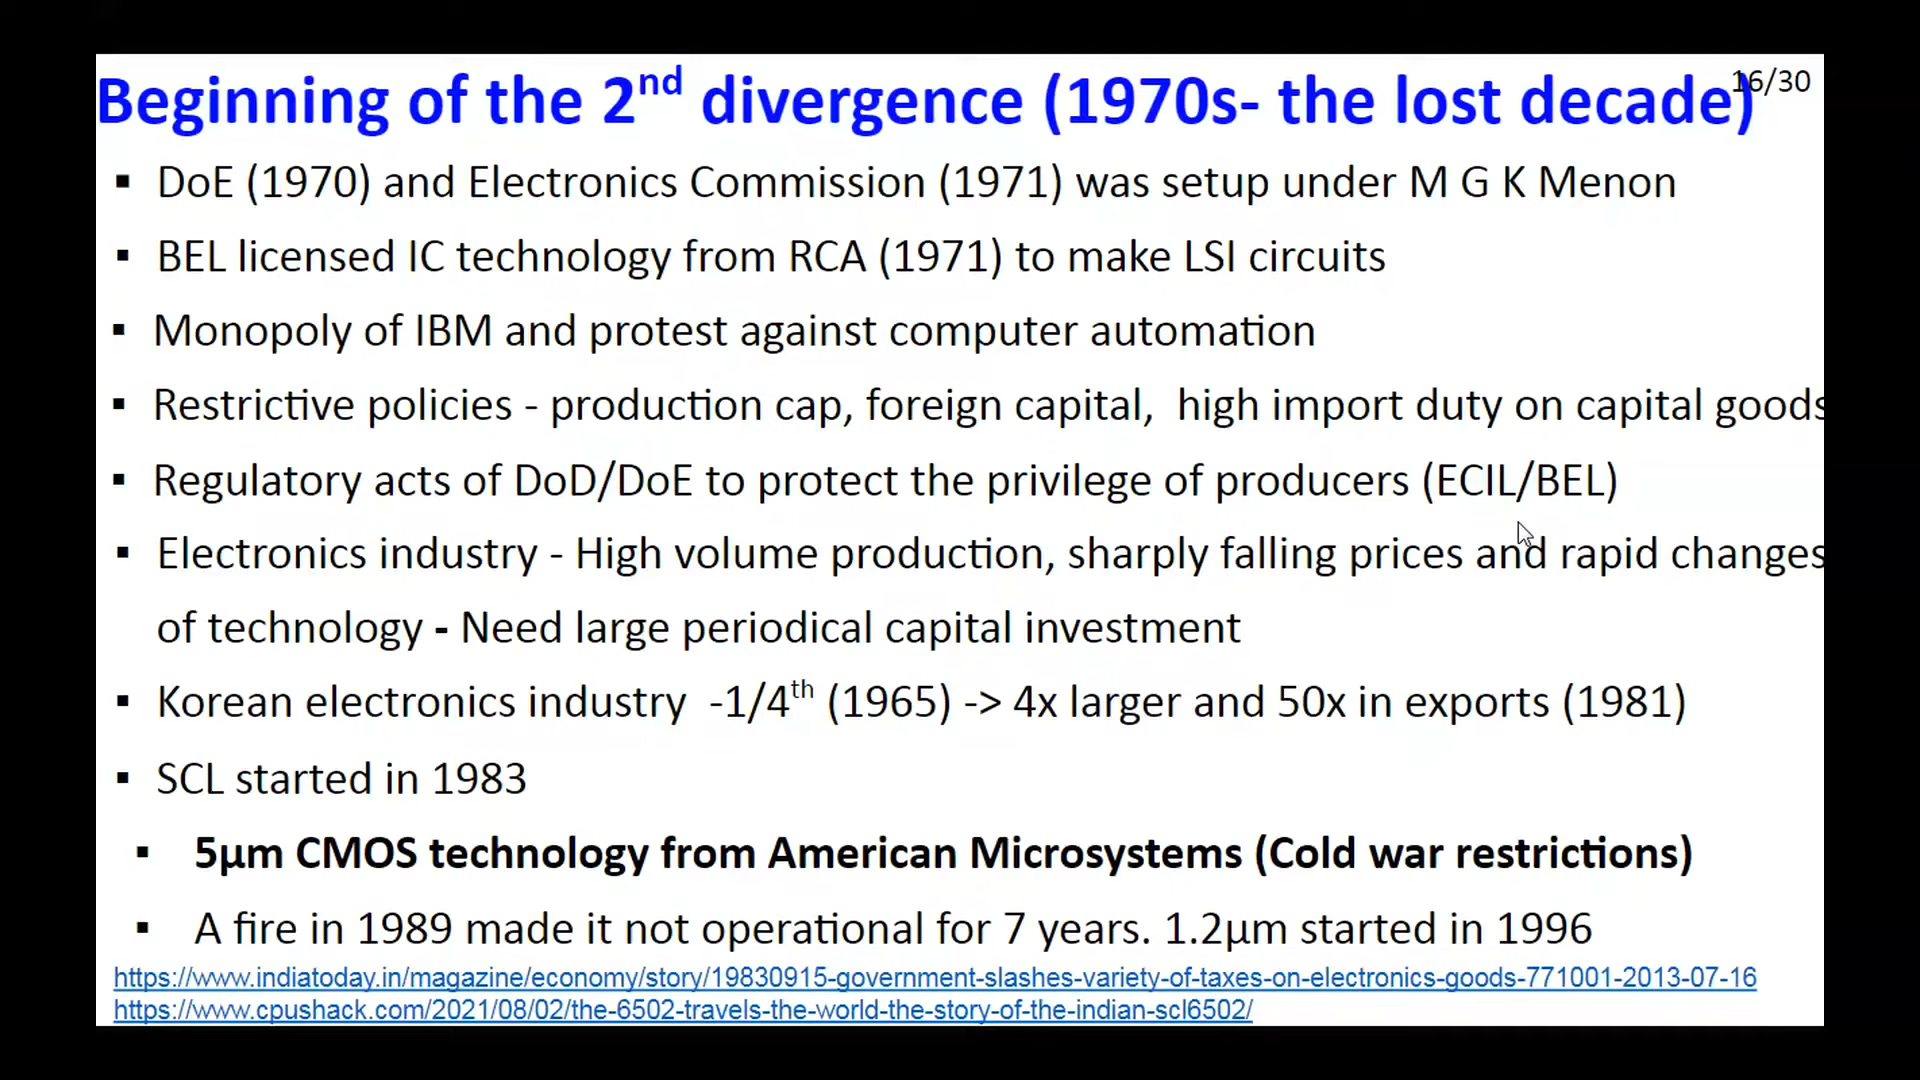 Beginning of the 2nd divergence (1970s- the lost decade)
16/30
▪ DoE (1970) and Electronics Commission (1971) was setup under M G K Menon
▪ BEL licensed IC technology from RCA (1971) to make LSI circuits
▪ Monopoly of IBM and protest against computer automation
▪ Restrictive policies - production cap, foreign capital,  high import duty on capital goods
▪ Regulatory acts of DoD/DoE to protect the privilege of producers (ECIL/BEL)
▪ Electronics industry - High volume production, sharply falling prices and rapid changes
of technology - Need large periodical capital investment
▪ Korean electronics industry  -1/4th (1965) -> 4x larger and 50x in exports (1981)
▪ SCL started in 1983
▪ 5µm CMOS technology from American Microsystems (Cold war restrictions)
▪ A fire in 1989 made it not operational for 7 years. 1.2µm started in 1996
https://www.indiatoday.in/magazine/economy/story/19830915-government-slashes-variety-of-taxes-on-electronics-goods-771001-2013-07-16
https://www.cpushack.com/2021/08/02/the-6502-travels-the-world-the-story-of-the-indian-scl6502/